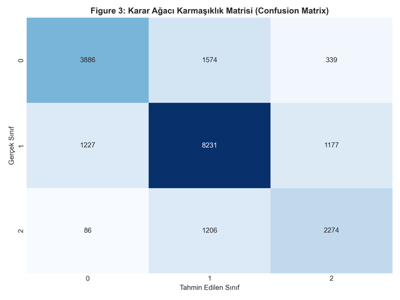 Figure 3: Karar Ağacı Karmaşıklık Matrisi (Confusion Matrix)
0 3886 1574 339
Gerçek Sınıf
1 1227 8231 1177
2 86 1206 2274
0 1 2
Tahmin Edilen Sınıf